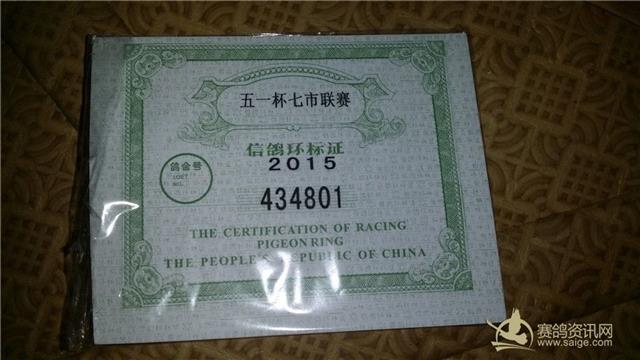 五一杯七市联赛
信鸽环标证
2015
鸽会号
434801
THE CERTIFICATION OF RACING
PIGEON RING
THE PEOPLE'S REPUBLIC OF CHINA
赛鸽资讯网
www.saige.com